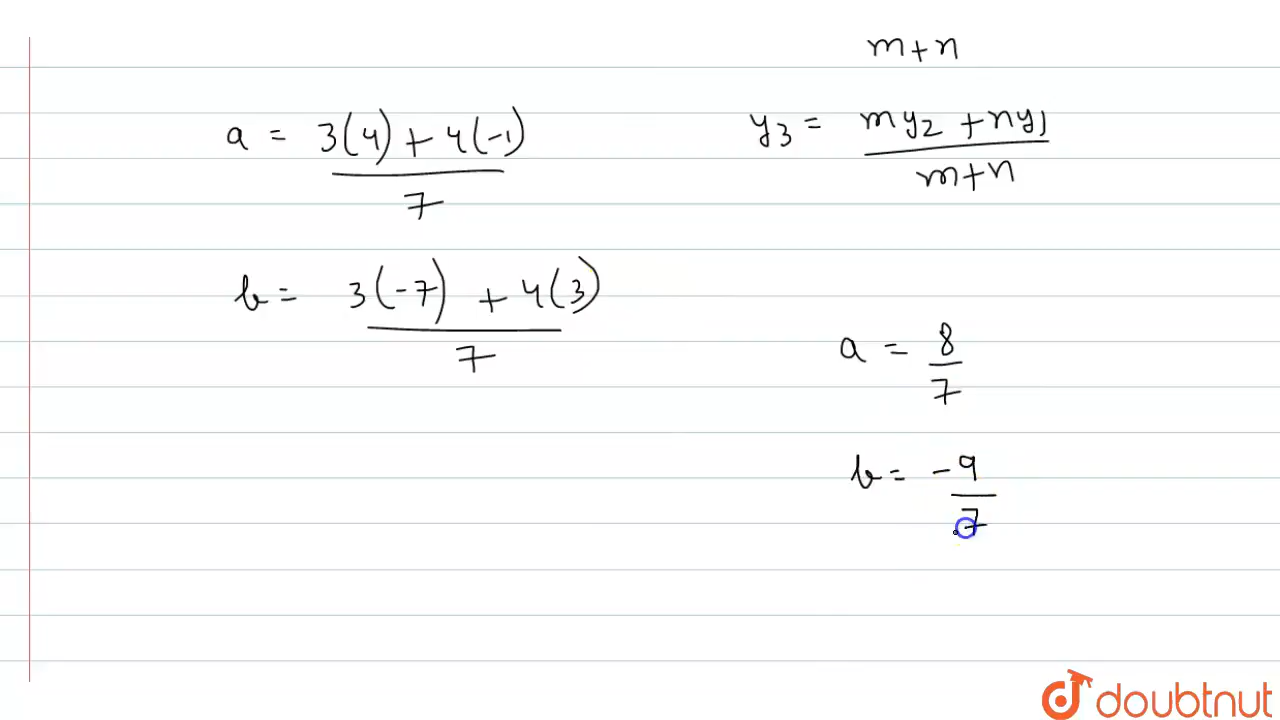 m+n
a = 3(4) + 4(-1)
7
y3 = my2 + ny1
m+n
b = 3(-7) + 4(3)
7
a = 8
7
b = -9
7
doubtnut